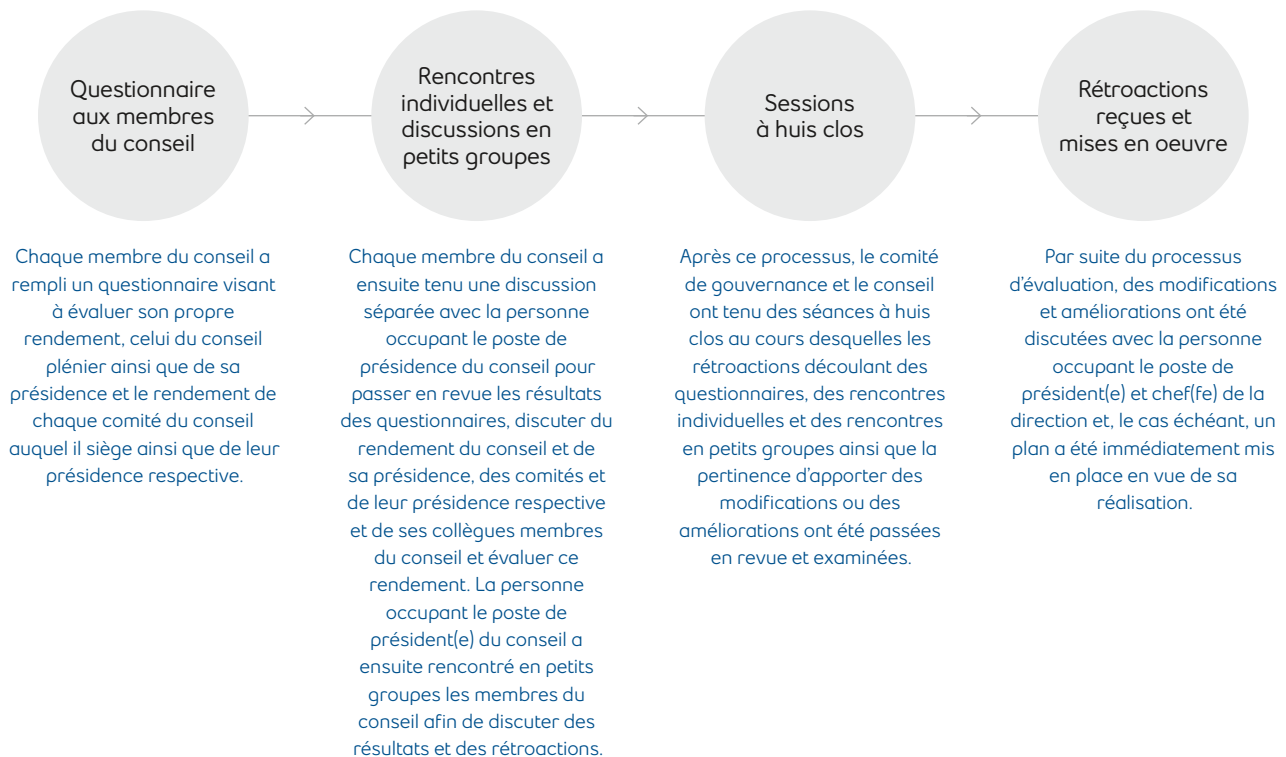 Questionnaire
aux membres
du conseil
Chaque membre du conseil a
rempli un questionnaire visant
à évaluer son propre
rendement, celui du conseil
plénier ainsi que de sa
présidence et le rendement de
chaque comité du conseil
auquel il siège ainsi que de leur
présidence respective.
Rencontres
individuelles et
discussions en
petits groupes
Chaque membre du conseil a
ensuite tenu une discussion
séparée avec la personne
occupant le poste de
présidence du conseil pour
passer en revue les résultats
des questionnaires, discuter du
rendement du conseil et de
sa présidence, des comités et
de leur présidence respective
et de ses collègues membres
du conseil et évaluer ce
rendement. La personne
occupant le poste de
président(e) du conseil a
ensuite rencontré en petits
groupes les membres du
conseil afin de discuter des
résultats et des rétroactions.
Sessions
à huis clos
Après ce processus, le comité
de gouvernance et le conseil
ont tenu des séances à huis
clos au cours desquelles les
rétroactions découlant des
questionnaires, des rencontres
individuelles et des rencontres
en petits groupes ainsi que la
pertinence d'apporter des
modifications ou des
améliorations ont été passées
en revue et examinées.
Rétroactions
reçues et
mises en oeuvre
Par suite du processus
d'évaluation, des modifications
et améliorations ont été
discutées avec la personne
occupant le poste de
président(e) et chef(fe) de la
direction et, le cas échéant, un
plan a été immédiatement mis
en place en vue de sa
réalisation.